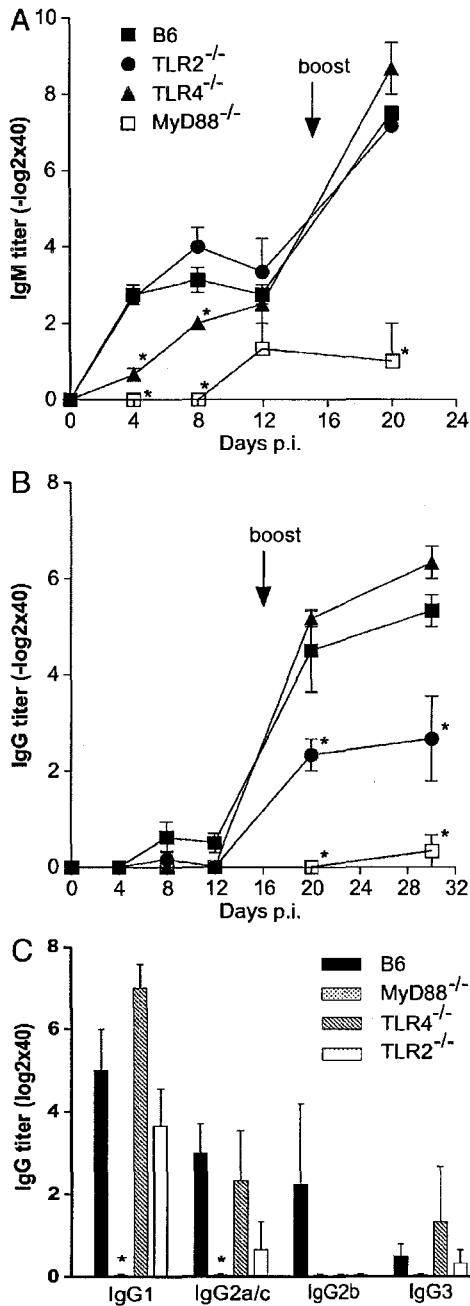 A
B6
TLR2-/-
TLR4-/-
MyD88-/-
boost
IgM titer (-log2x40)
10
8
6
4
2
0
* * * * *
0 4 8 12 16 20 24
Days p.i.
B
boost
IgG titer (-log2x40)
8
6
4
2
0
* * * *
0 4 8 12 16 20 24 28 32
Days p.i.
C
B6
MyD88-/-
TLR4-/-
TLR2-/-
IgG titer (log2x40)
8
6
4
2
0
* *
IgG1 IgG2a/c IgG2b IgG3